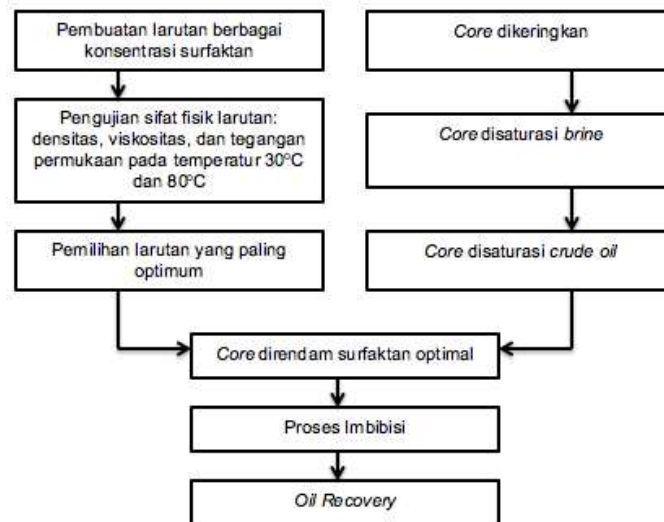 Pembuatan larutan berbagai
konsentrasi surfaktan
Pengujian sifat fisik larutan:
densitas, viskositas, dan tegangan
permukaan pada temperatur 30°C
dan 80°C
Pemilihan larutan yang paling
optimum
Core dikeringkan
Core disaturasi brine
Core disaturasi crude oil
Core direndam surfaktan optimal
Proses Imbibisi
Oil Recovery